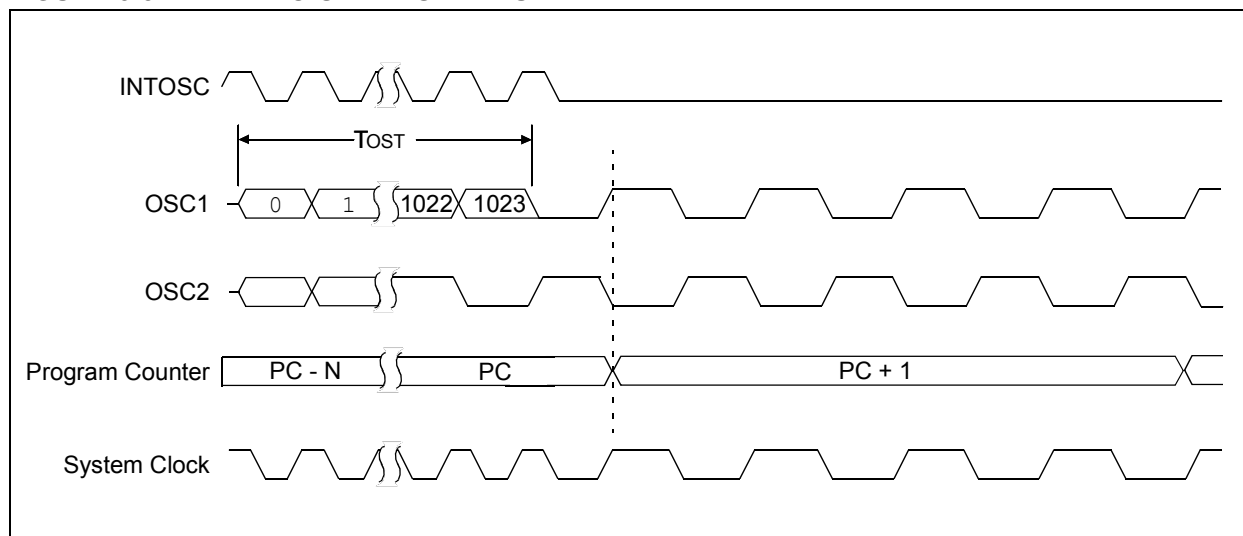 INTOSC
TOST
OSC1 0 1 1022 1023
OSC2
Program Counter PC - N PC PC + 1
System Clock